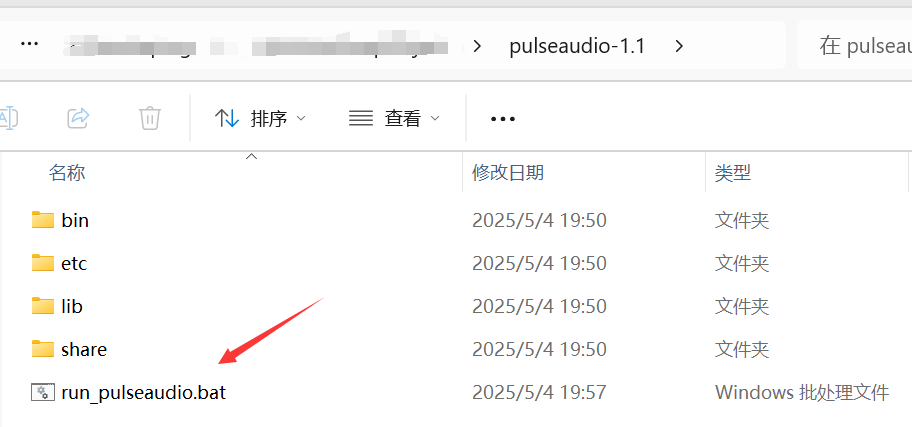 … › pulseaudio-1.1 › 在 pulseau
排序 查看 …
名称 修改日期 类型
bin 2025/5/4 19:50 文件夹
etc 2025/5/4 19:50 文件夹
lib 2025/5/4 19:50 文件夹
share 2025/5/4 19:50 文件夹
run_pulseaudio.bat 2025/5/4 19:57 Windows 批处理文件